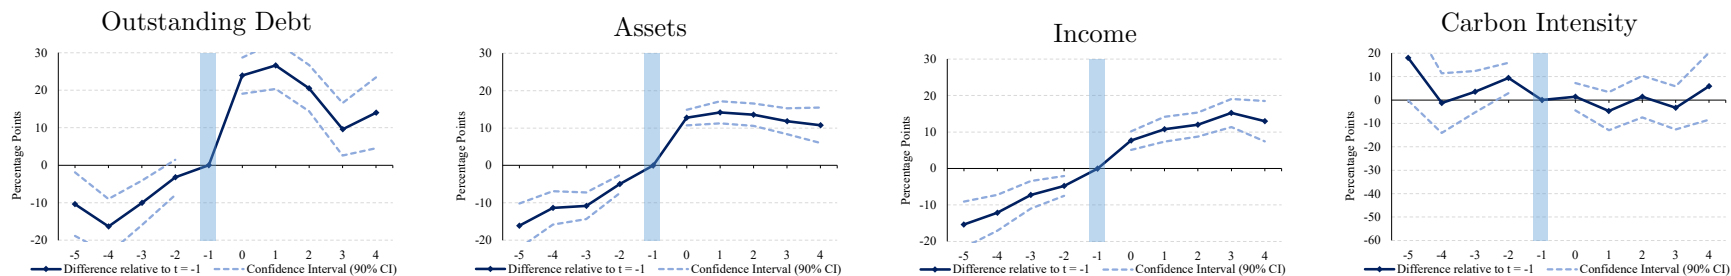 Outstanding Debt
Percentage Points
30
20
10
0
-10
-20
-5 -4 -3 -2 -1 0 1 2 3 4
Difference relative to t = -1 Confidence Interval (90% CI)
Assets
Percentage Points
30
20
10
0
-10
-20
-5 -4 -3 -2 -1 0 1 2 3 4
Difference relative to t = -1 Confidence Interval (90% CI)
Income
Percentage Points
30
20
10
0
-10
-20
-5 -4 -3 -2 -1 0 1 2 3 4
Difference relative to t = -1 Confidence Interval (90% CI)
Carbon Intensity
Percentage Points
20
10
0
-10
-20
-30
-40
-50
-60
-5 -4 -3 -2 -1 0 1 2 3 4
Difference relative to t = -1 Confidence Interval (90% CI)